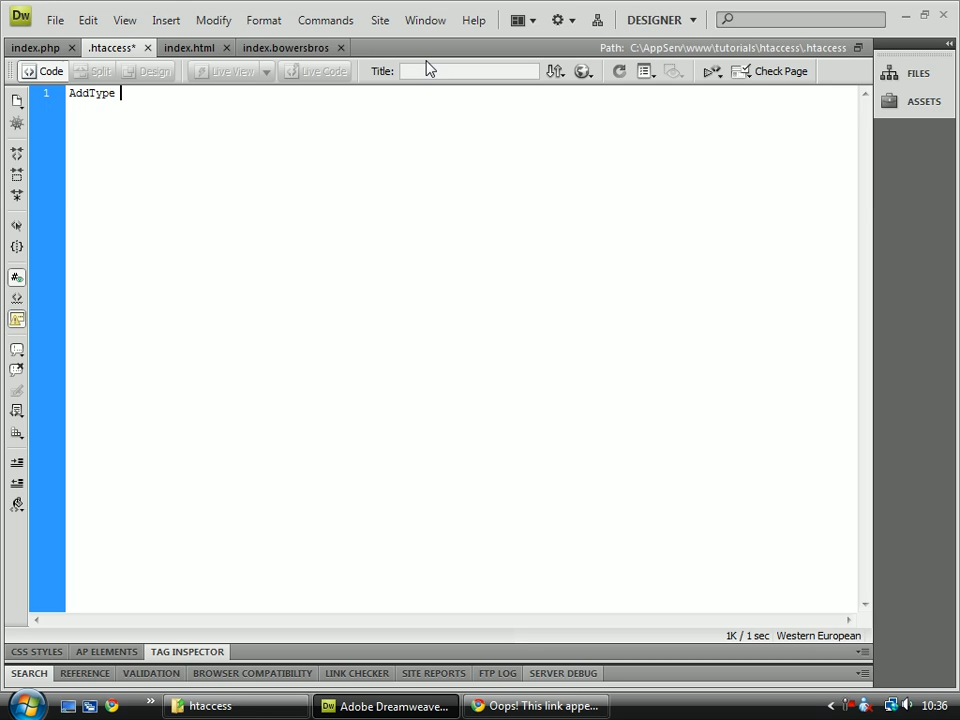 Dw File Edit View Insert Modify Format Commands Site Window Help DESIGNER
index.php .htaccess* index.html index.bowersbros Path: C:\AppServ\www\tutorials\htaccess\.htaccess
Code Split Design Live View Live Code Title: Check Page
FILES
ASSETS
1 AddType
1K / 1 sec Western European
CSS STYLES AP ELEMENTS TAG INSPECTOR
SEARCH REFERENCE VALIDATION BROWSER COMPATIBILITY LINK CHECKER SITE REPORTS FTP LOG SERVER DEBUG
htaccess Dw Adobe Dreamweave... Oops! This link appe... 10:36